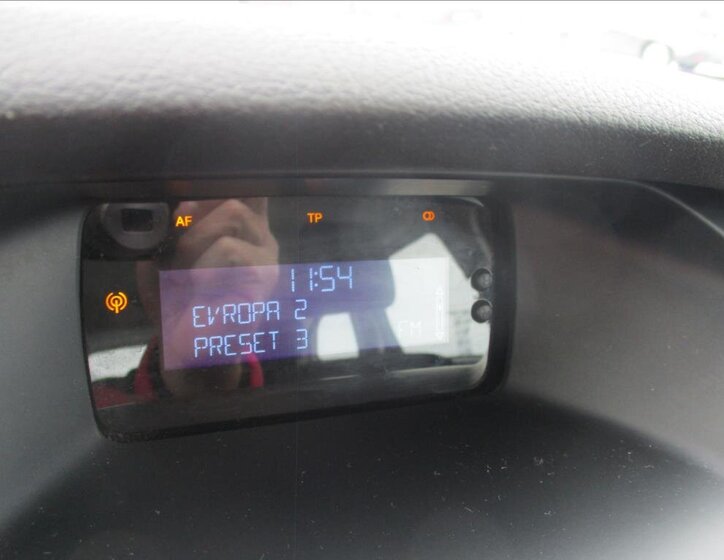 AF TP
11:54
EVROPA 2
PRESET 3 FM